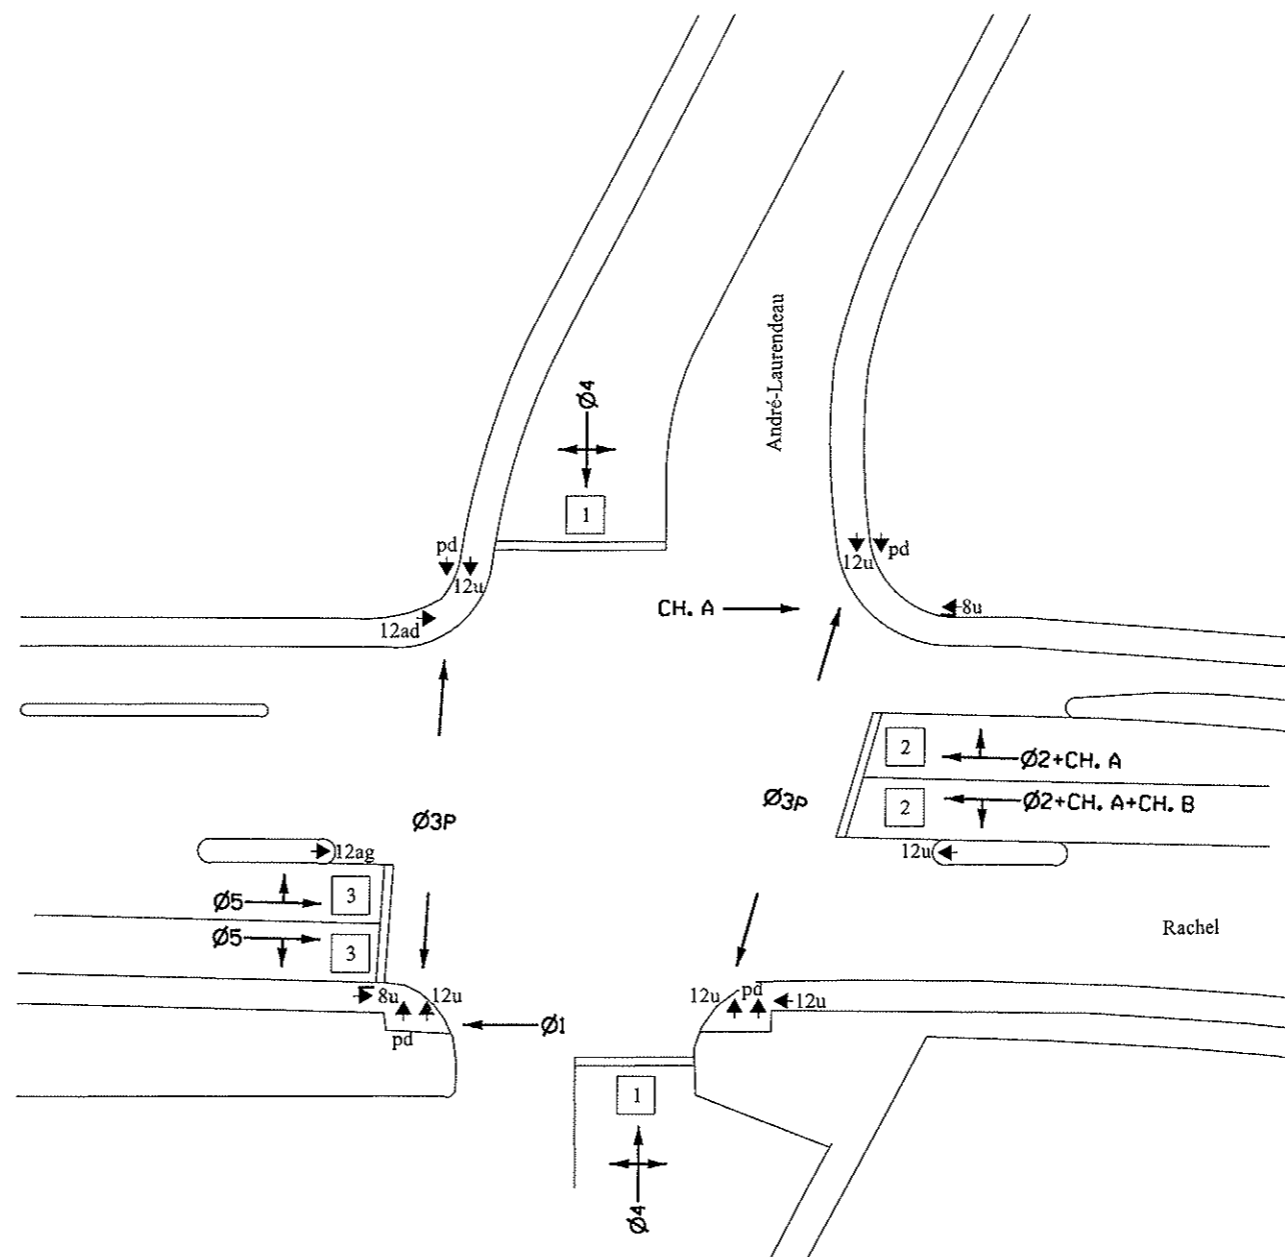 Ø4
André-Laurendeau
1
pd
12u
12u
pd
CH. A
8u
12ad
2
Ø2+CH. A
Ø3P
2
Ø2+CH. A+CH. B
Ø3P
12ag
12u
3
Ø5
Ø5
3
Rachel
8u
12u
12u
pd
12u
Ø1
pd
1
Ø4